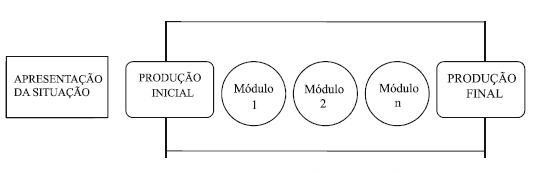 APRESENTAÇÃO
DA SITUAÇÃO
PRODUÇÃO
INICIAL
Módulo
1
Módulo
2
Módulo
n
PRODUÇÃO
FINAL